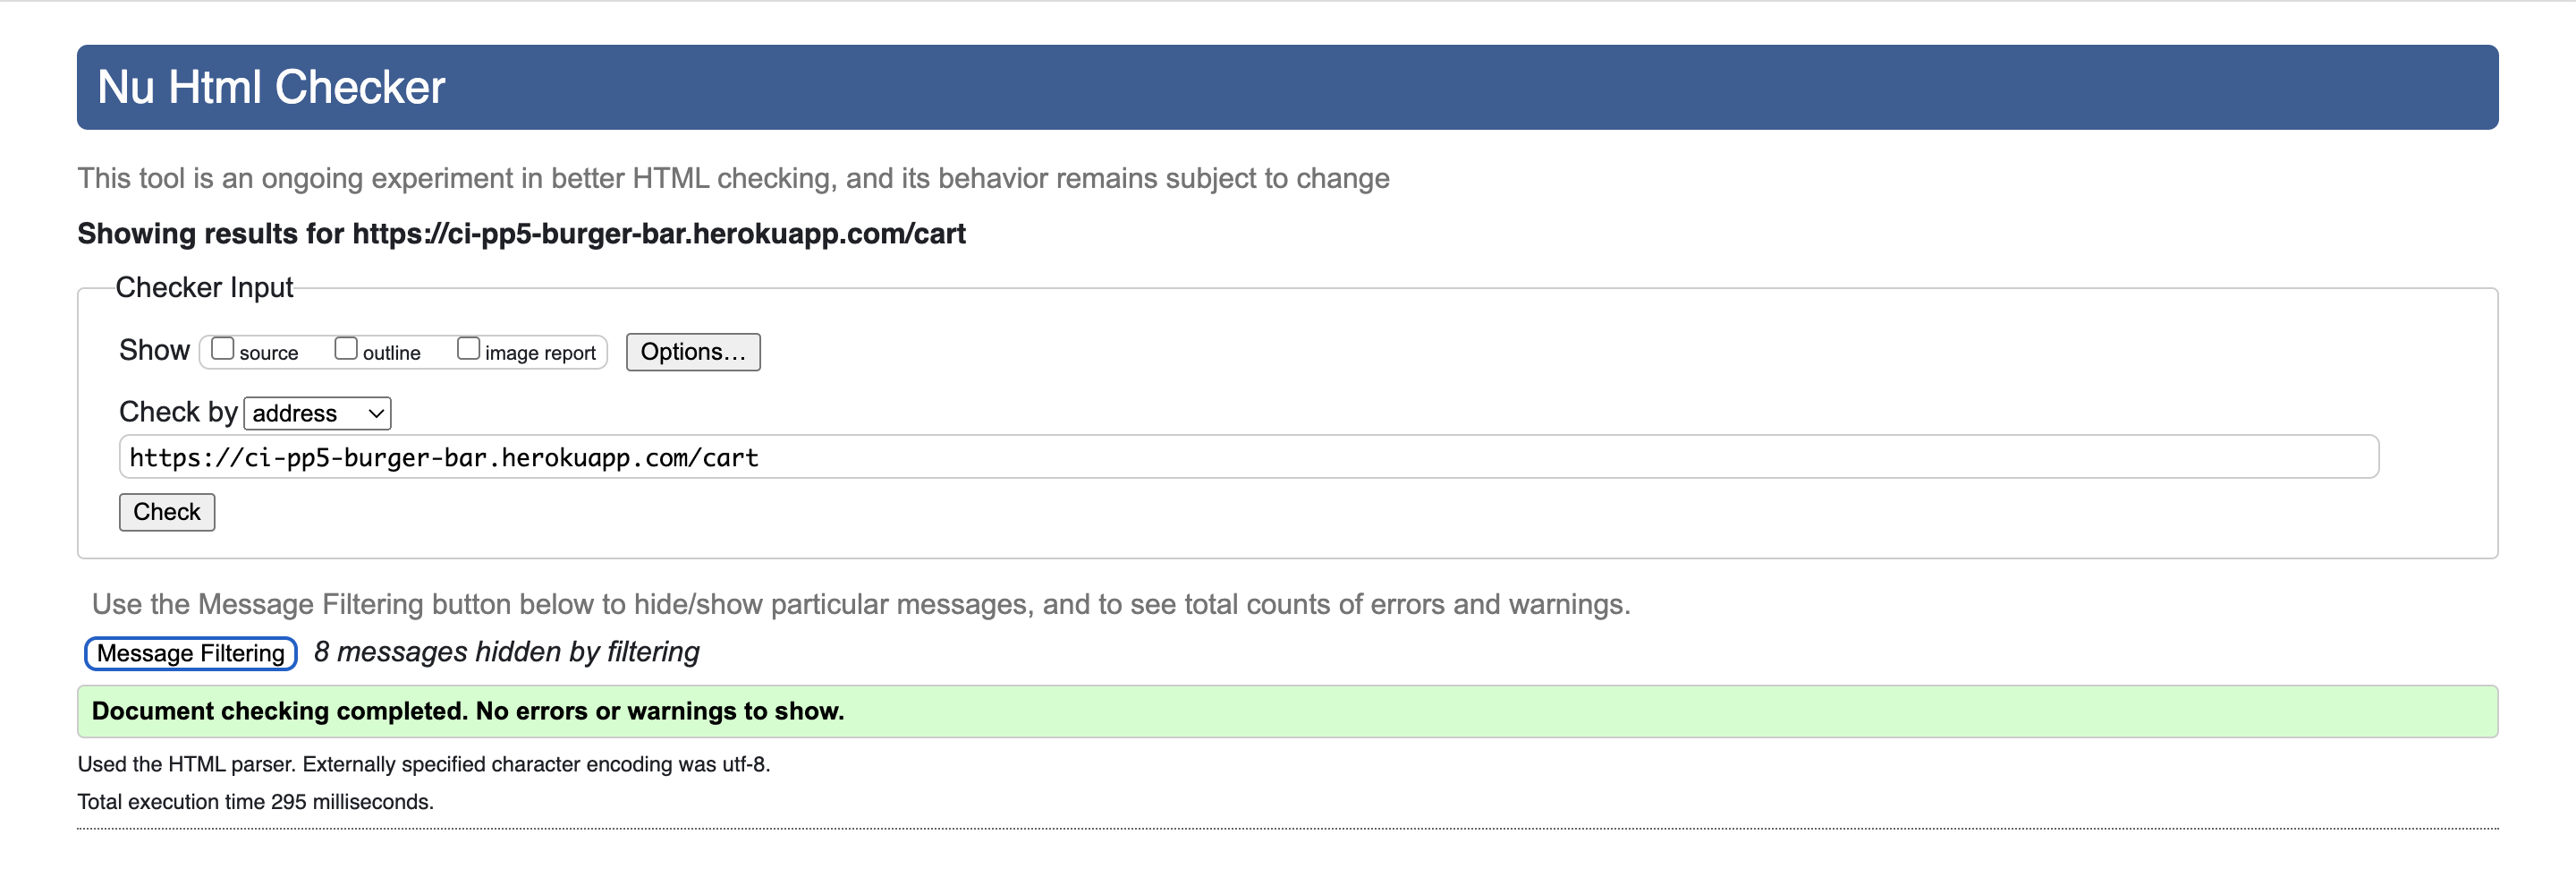 Nu Html Checker
This tool is an ongoing experiment in better HTML checking, and its behavior remains subject to change
Showing results for https://ci-pp5-burger-bar.herokuapp.com/cart
Checker Input
Show source outline image report Options...
Check by address
https://ci-pp5-burger-bar.herokuapp.com/cart
Check
Use the Message Filtering button below to hide/show particular messages, and to see total counts of errors and warnings.
Message Filtering 8 messages hidden by filtering
Document checking completed. No errors or warnings to show.
Used the HTML parser. Externally specified character encoding was utf-8.
Total execution time 295 milliseconds.